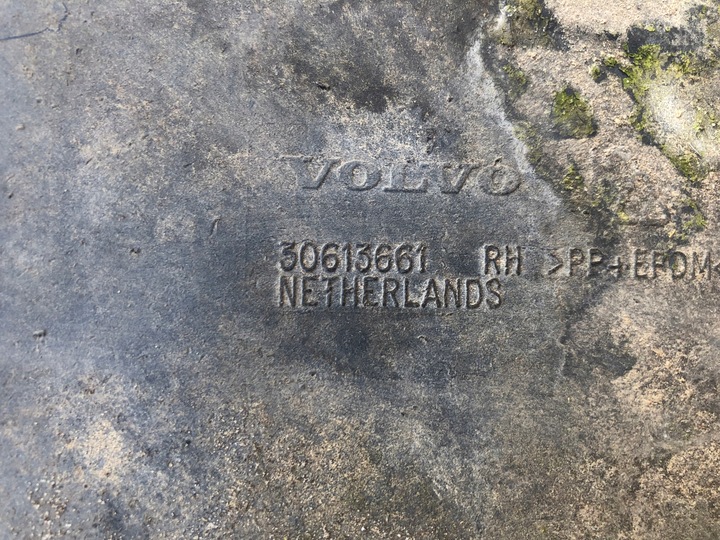 VOLVO
30613661 RH >PP+EPDM<
NETHERLANDS